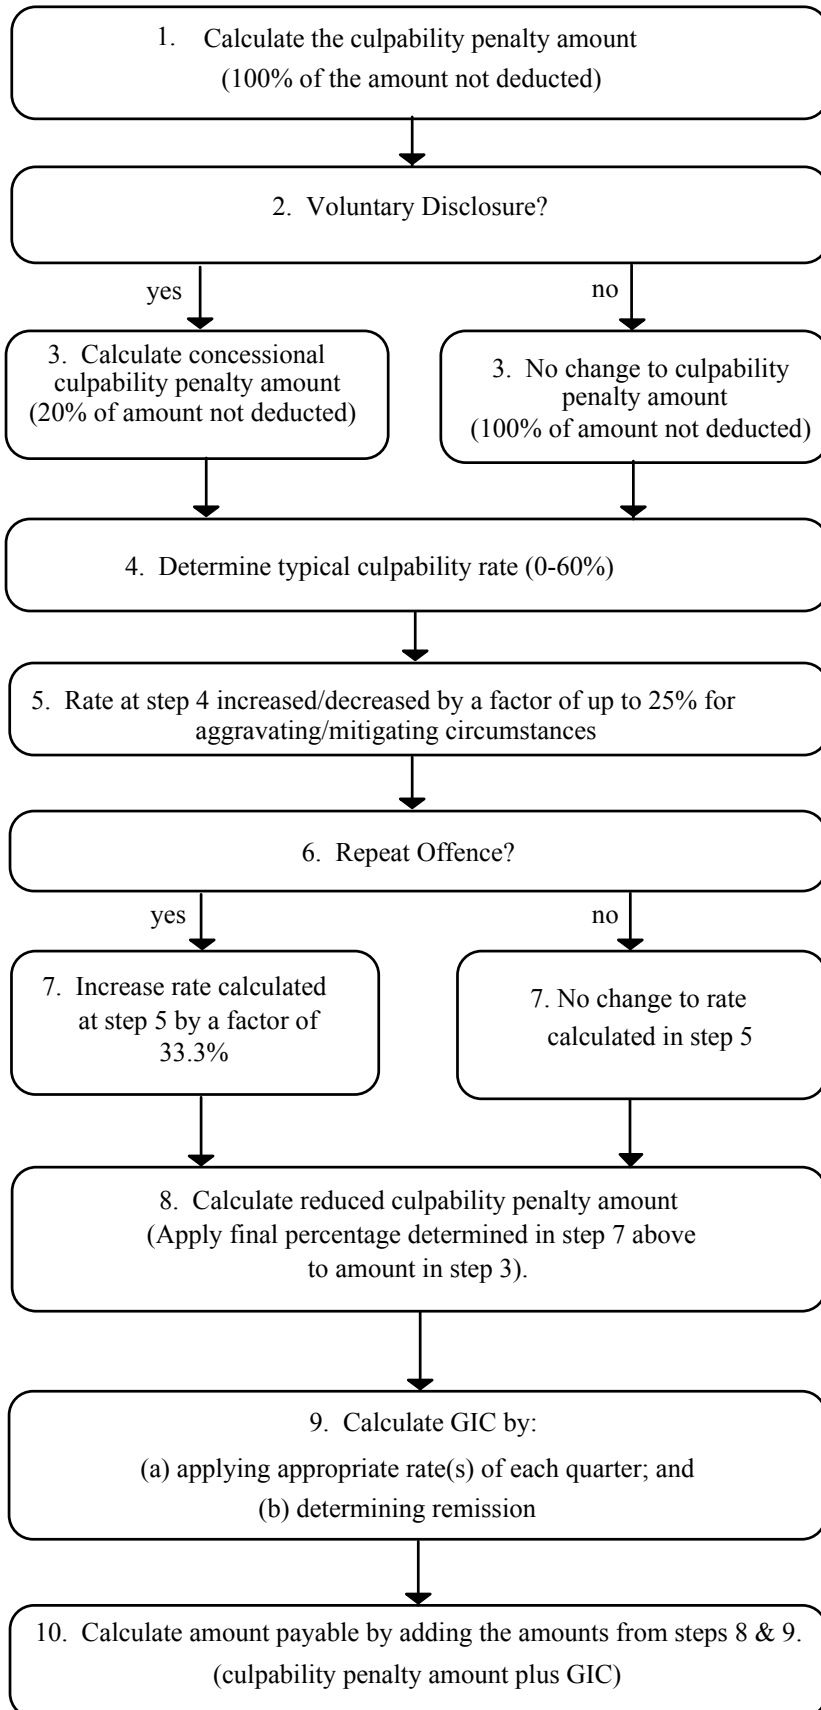 1. Calculate the culpability penalty amount
(100% of the amount not deducted)
2. Voluntary Disclosure?
yes
no
3. Calculate concessional
culpability penalty amount
(20% of amount not deducted)
3. No change to culpability
penalty amount
(100% of amount not deducted)
4. Determine typical culpability rate (0-60%)
5. Rate at step 4 increased/decreased by a factor of up to 25% for
aggravating/mitigating circumstances
6. Repeat Offence?
yes
no
7. Increase rate calculated
at step 5 by a factor of
33.3%
7. No change to rate
calculated in step 5
8. Calculate reduced culpability penalty amount
(Apply final percentage determined in step 7 above
to amount in step 3).
9. Calculate GIC by:
(a) applying appropriate rate(s) of each quarter; and
(b) determining remission
10. Calculate amount payable by adding the amounts from steps 8 & 9.
(culpability penalty amount plus GIC)